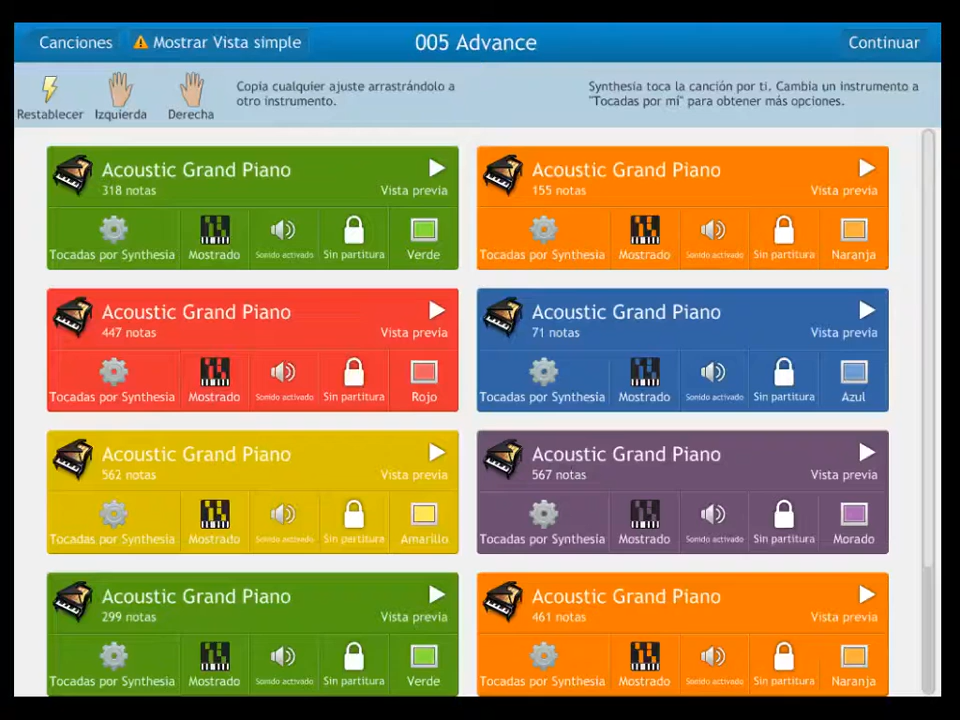 Canciones
Mostrar Vista simple
005 Advance
Continuar
Restablecer
Izquierda
Derecha
Copia cualquier ajuste arrastrándolo a
otro instrumento.
Synthesia toca la canción por ti. Cambia un instrumento a
"Tocadas por mí" para obtener más opciones.
Acoustic Grand Piano
318 notas
Vista previa
Tocadas por Synthesia
Mostrado
Sonido activado
Sin partitura
Verde
Acoustic Grand Piano
155 notas
Vista previa
Tocadas por Synthesia
Mostrado
Sonido activado
Sin partitura
Naranja
Acoustic Grand Piano
447 notas
Vista previa
Tocadas por Synthesia
Mostrado
Sonido activado
Sin partitura
Rojo
Acoustic Grand Piano
71 notas
Vista previa
Tocadas por Synthesia
Mostrado
Sonido activado
Sin partitura
Azul
Acoustic Grand Piano
562 notas
Vista previa
Tocadas por Synthesia
Mostrado
Sonido activado
Sin partitura
Amarillo
Acoustic Grand Piano
567 notas
Vista previa
Tocadas por Synthesia
Mostrado
Sonido activado
Sin partitura
Morado
Acoustic Grand Piano
299 notas
Vista previa
Tocadas por Synthesia
Mostrado
Sonido activado
Sin partitura
Verde
Acoustic Grand Piano
461 notas
Vista previa
Tocadas por Synthesia
Mostrado
Sonido activado
Sin partitura
Naranja